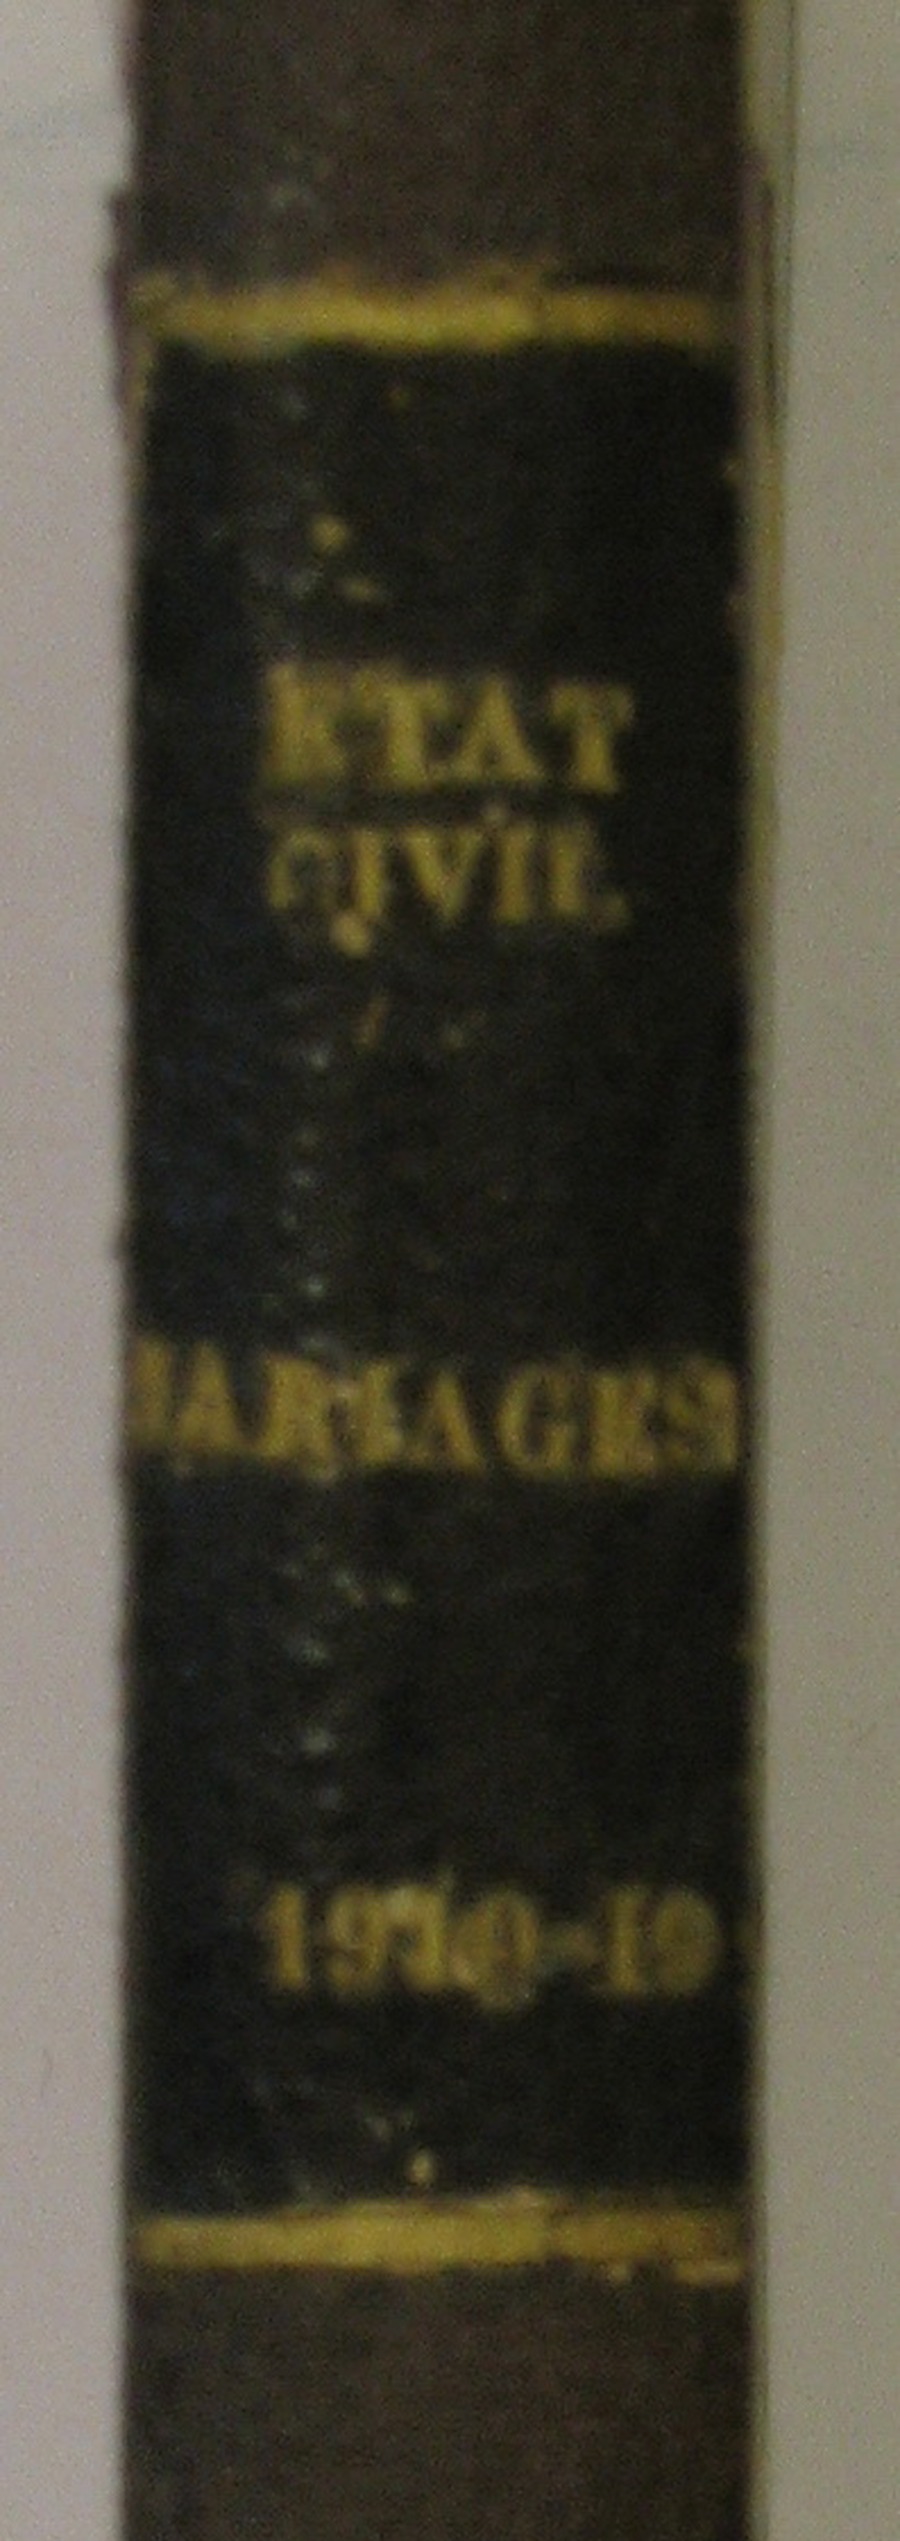 ETAT
CIVIL
MARIAGES
1910-19